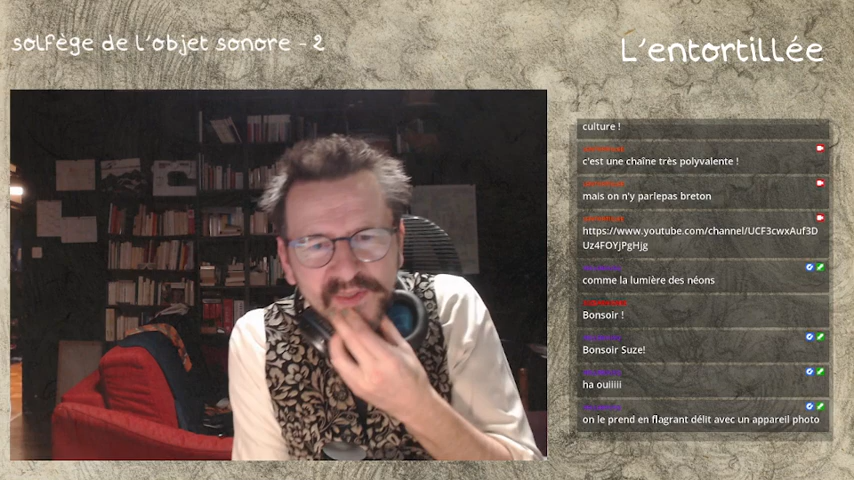 solfège de l'objet sonore - 2
L'entortillée
culture !
c'est une chaîne très polyvalente !
mais on n'y parlepas breton
https://www.youtube.com/channel/UCF3cwxAuf3D
Uz4FOYjPgHjg
comme la lumière des néons
Bonsoir !
Bonsoir Suze!
ha ouiiiii
on le prend en flagrant délit avec un appareil photo